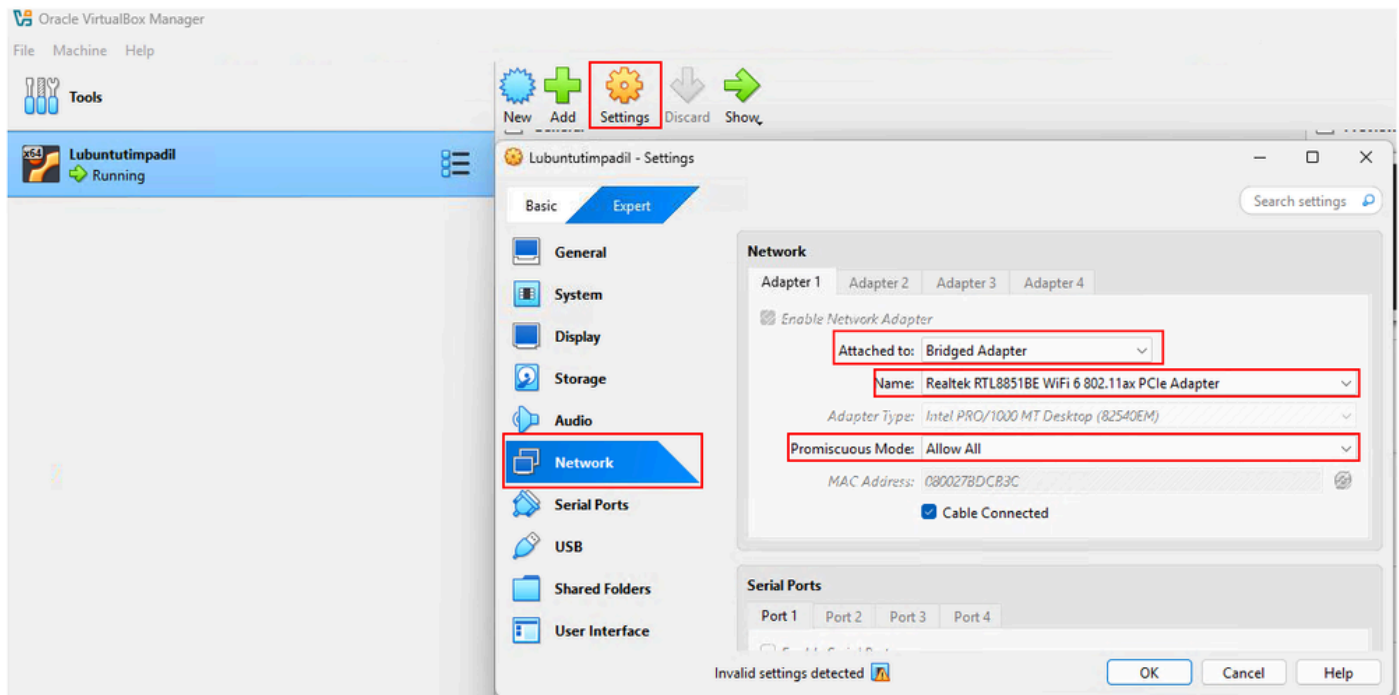 Oracle VirtualBox Manager
File Machine Help
Tools
New Add Settings Discard Show
x64
Lubuntutimpadil
Running
Lubuntutimpadil - Settings
Basic Expert
Search settings
General
System
Display
Storage
Audio
Network
Serial Ports
USB
Shared Folders
User Interface
Network
Adapter 1 Adapter 2 Adapter 3 Adapter 4
Enable Network Adapter
Attached to: Bridged Adapter
Name: Realtek RTL8851BE WiFi 6 802.11ax PCIe Adapter
Adapter Type: Intel PRO/1000 MT Desktop (82540EM)
Promiscuous Mode: Allow All
MAC Address: 080027BDCB3C
Cable Connected
Serial Ports
Port 1 Port 2 Port 3 Port 4
Invalid settings detected
OK Cancel Help